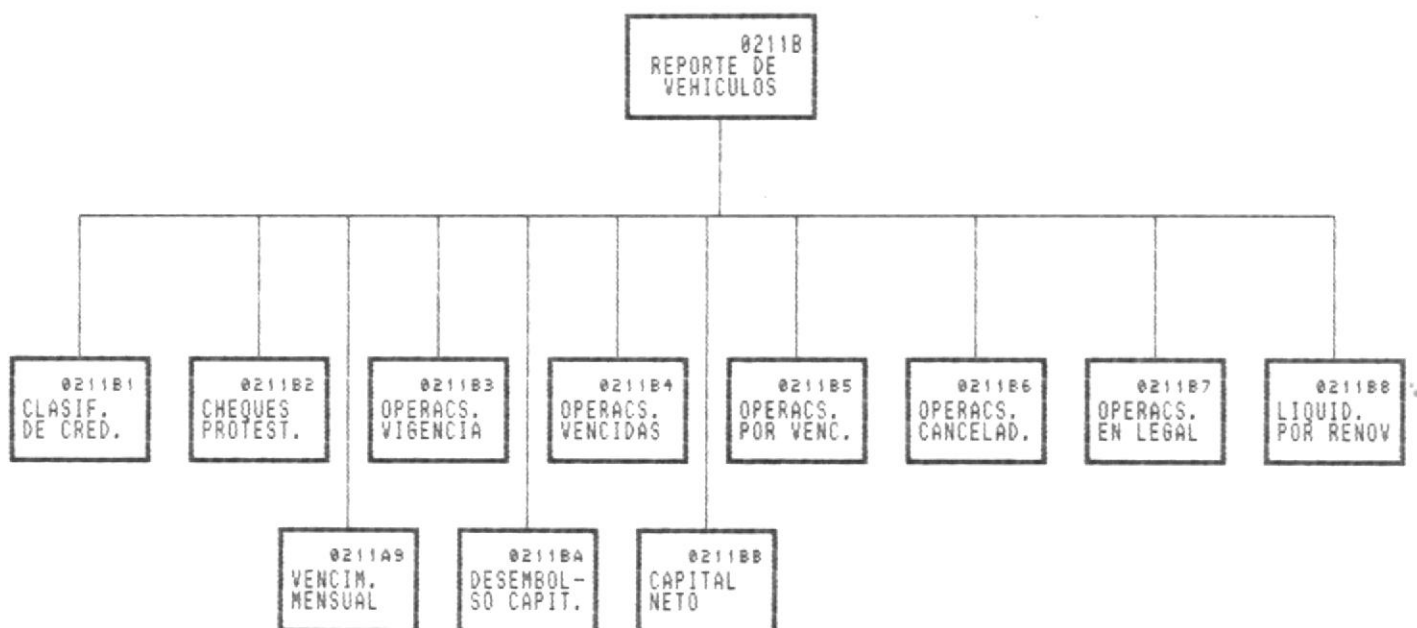 0211B
REPORTE DE
VEHICULOS
0211B1
CLASIF.
DE CRED.
0211B2
CHEQUES
PROTEST.
0211B3
OPERACS.
VIGENCIA
0211B4
OPERACS.
VENCIDAS
0211B5
OPERACS.
POR VENC.
0211B6
OPERACS.
CANCELAD.
0211B7
OPERACS.
EN LEGAL
0211B8
LIQUID.
POR RENOV
0211A9
VENCIM.
MENSUAL
0211BA
DESEMBOL-
SO CAPIT.
0211BB
CAPITAL
NETO